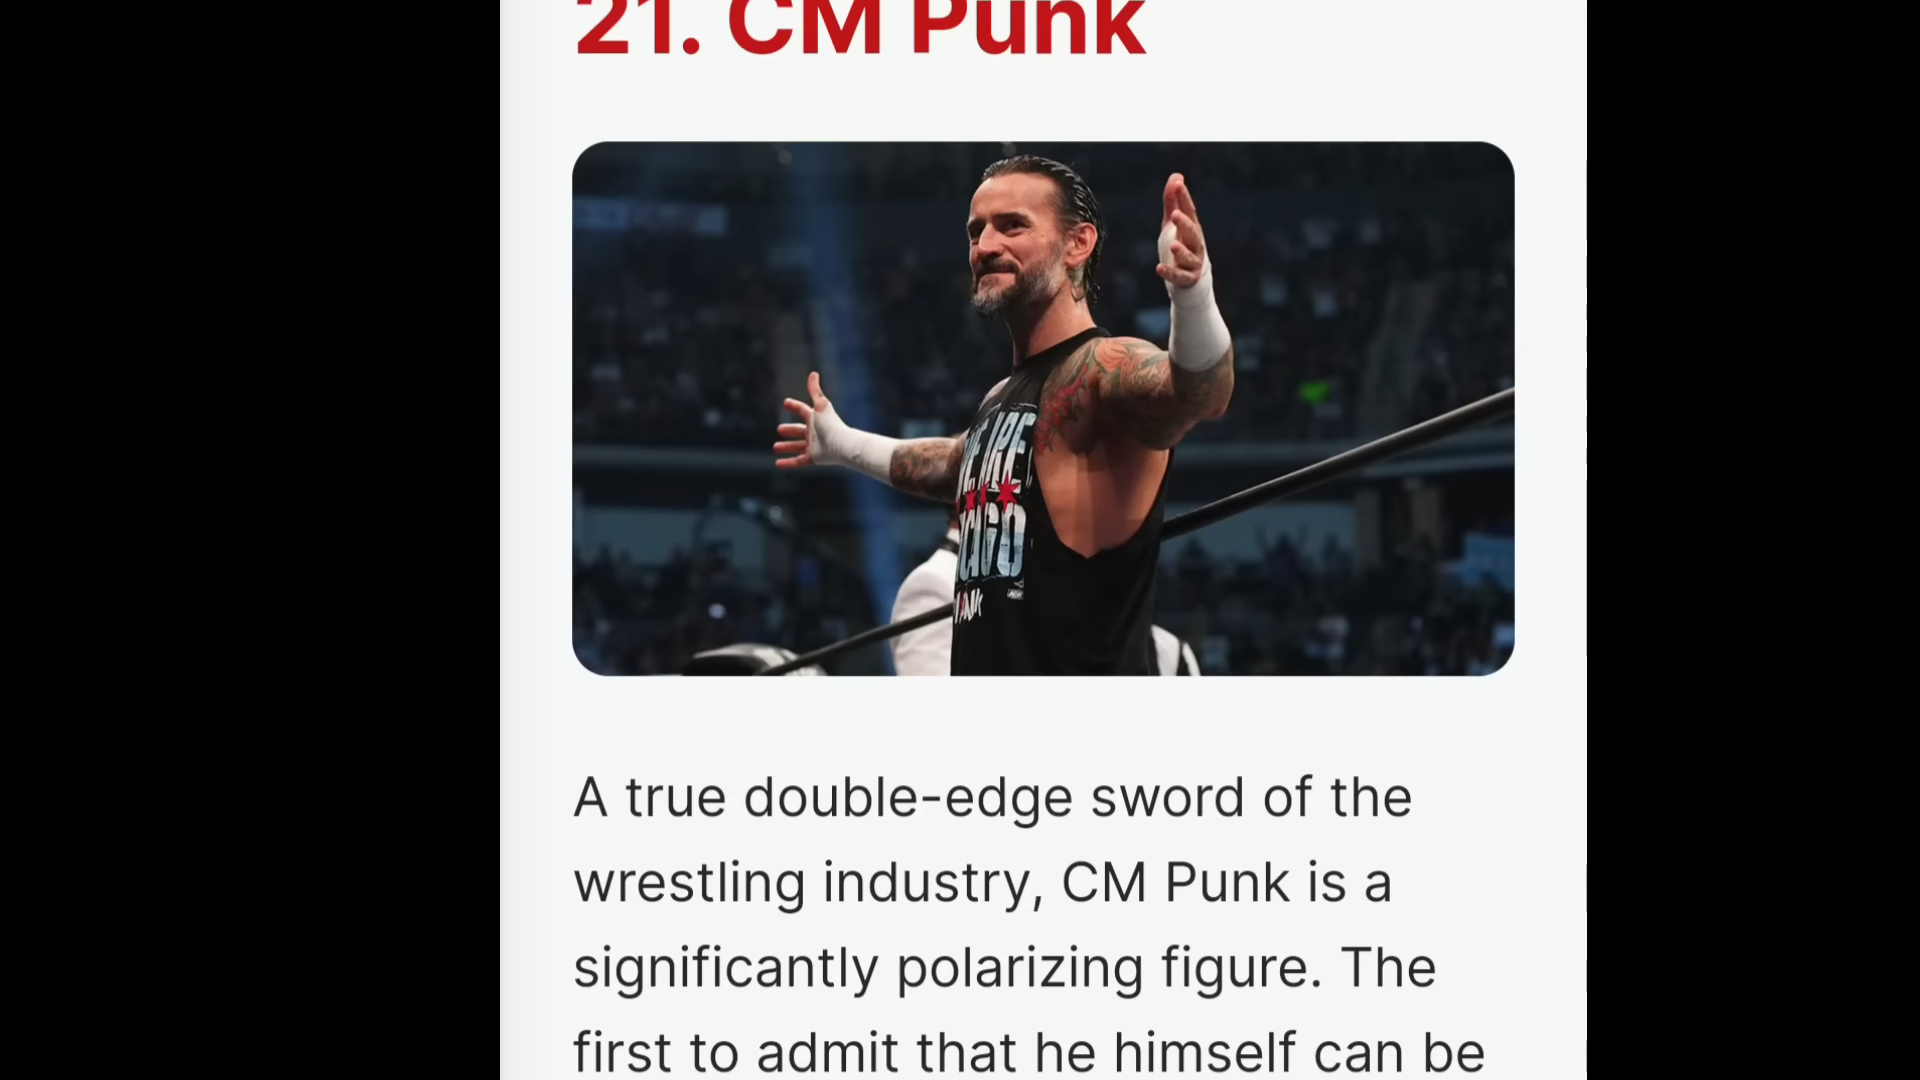 21. CM Punk
A true double-edge sword of the
wrestling industry, CM Punk is a
significantly polarizing figure. The
first to admit that he himself can be